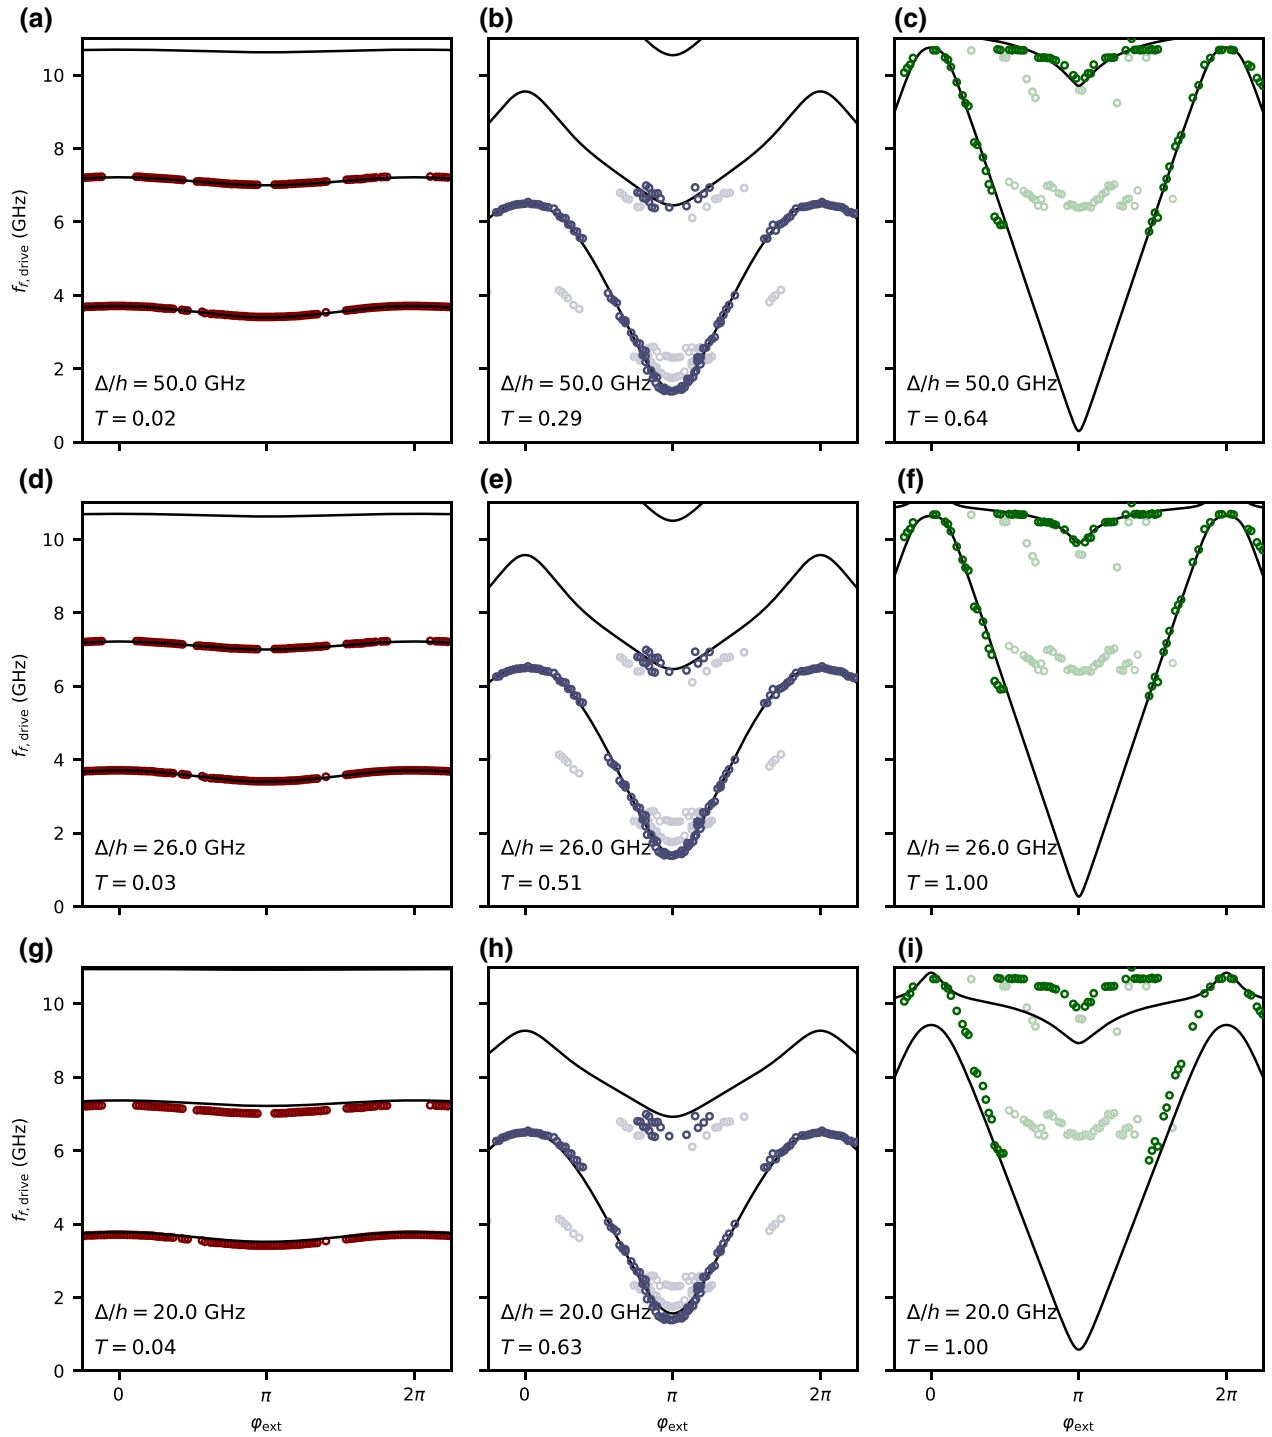 (a)
(b)
(c)
10
8
6
4
2
0
f_{f,drive} (GHz)
Δ/h = 50.0 GHz
T = 0.02
Δ/h = 50.0 GHz
T = 0.29
Δ/h = 50.0 GHz
T = 0.64
(d)
(e)
(f)
10
8
6
4
2
0
f_{f,drive} (GHz)
Δ/h = 26.0 GHz
T = 0.03
Δ/h = 26.0 GHz
T = 0.51
Δ/h = 26.0 GHz
T = 1.00
(g)
(h)
(i)
10
8
6
4
2
0
f_{f,drive} (GHz)
Δ/h = 20.0 GHz
T = 0.04
Δ/h = 20.0 GHz
T = 0.63
Δ/h = 20.0 GHz
T = 1.00
0 π 2π
0 π 2π
0 π 2π
φ_ext
φ_ext
φ_ext